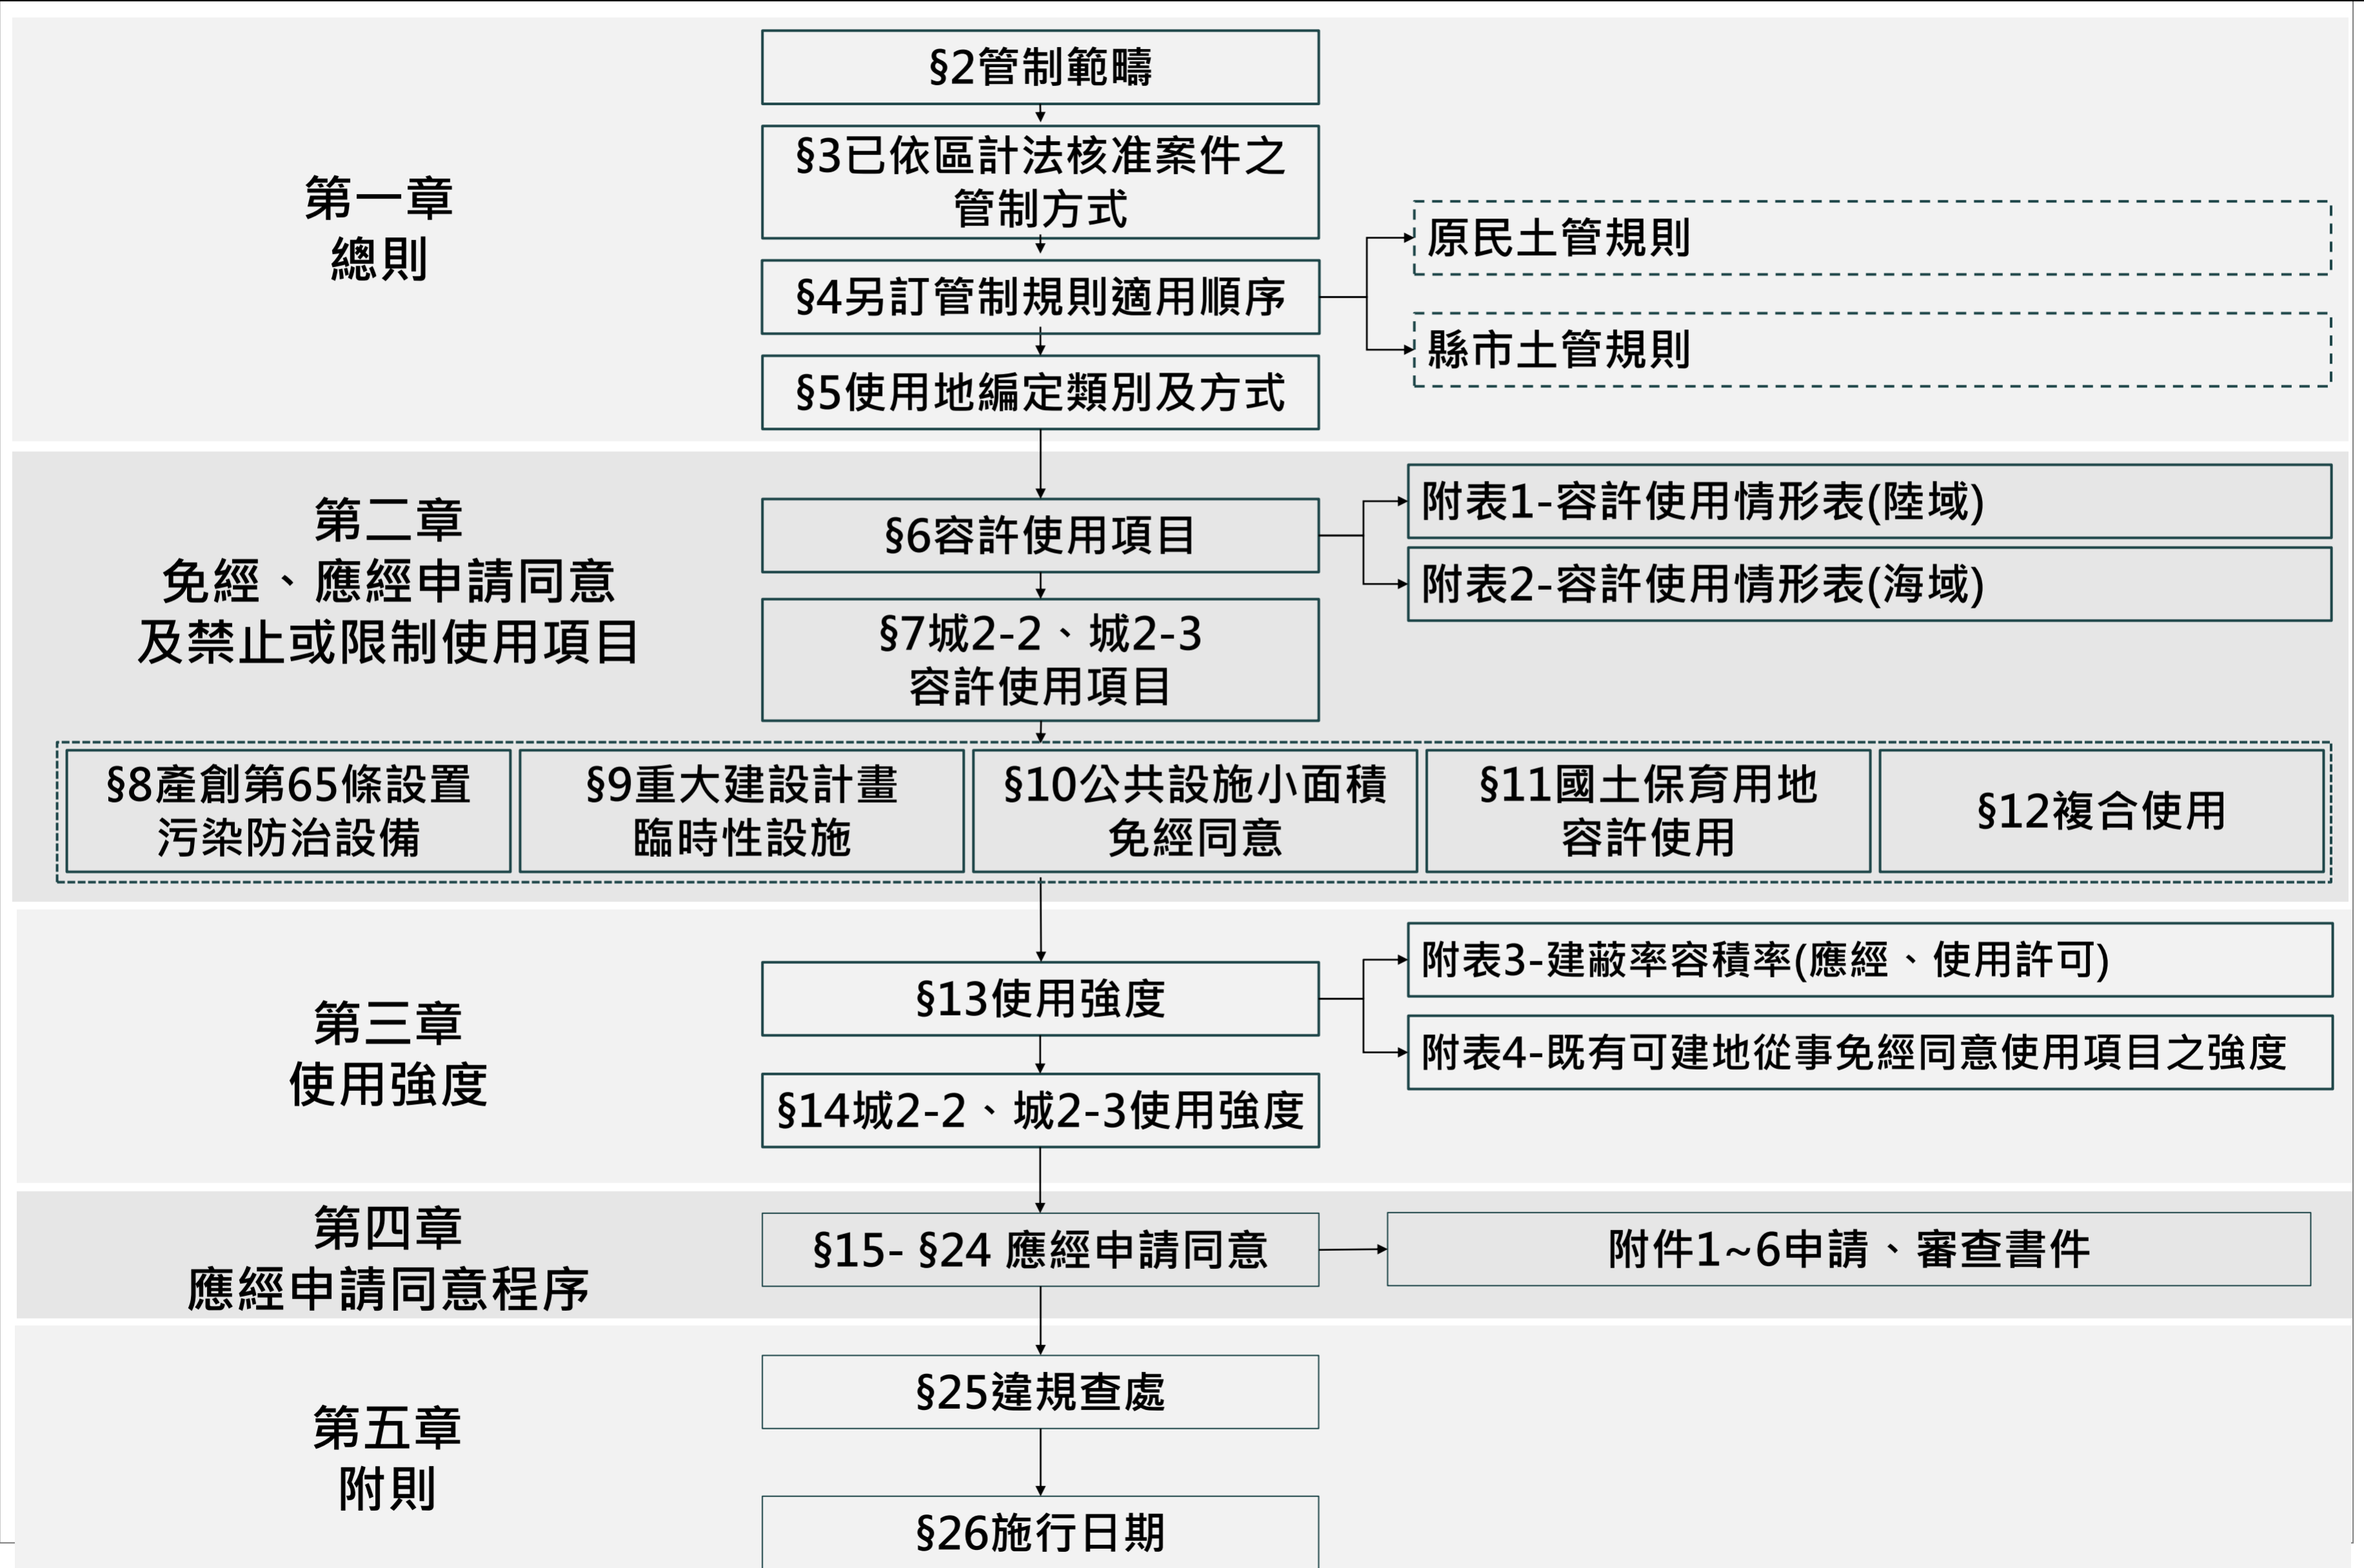 第一章
總則
§2管制範疇
§3已依區計法核准案件之
管制方式
§4另訂管制規則適用順序
原民土管規則
縣市土管規則
§5使用地編定類別及方式
第二章
免經、應經申請同意
及禁止或限制使用項目
§6容許使用項目
附表1-容許使用情形表(陸域)
附表2-容許使用情形表(海域)
§7城2-2、城2-3
容許使用項目
§8產創第65條設置
污染防治設備
§9重大建設計畫
臨時性設施
§10公共設施小面積
免經同意
§11國土保育用地
容許使用
§12複合使用
第三章
使用強度
§13使用強度
附表3-建蔽率容積率(應經、使用許可)
附表4-既有可建地從事免經同意使用項目之強度
§14城2-2、城2-3使用強度
第四章
應經申請同意程序
§15- §24 應經申請同意
附件1~6申請、審查書件
第五章
附則
§25違規查處
§26施行日期